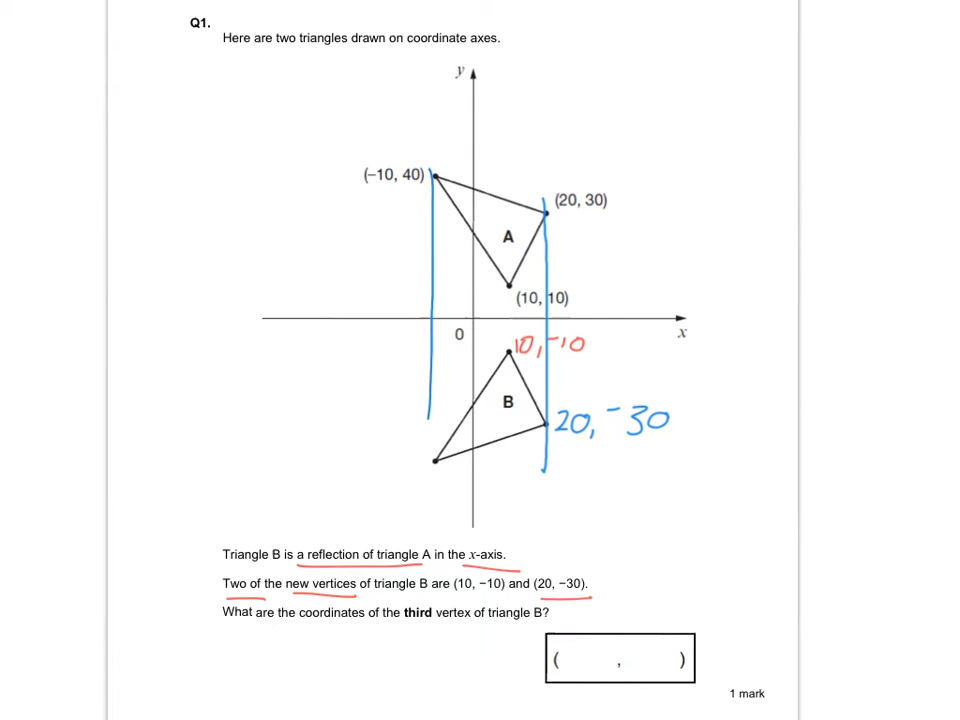 Q1.
Here are two triangles drawn on coordinate axes.
y
(−10, 40)
(20, 30)
A
(10, 10)
0
x
10, −10
B
20, −30
Triangle B is a reflection of triangle A in the x-axis.
Two of the new vertices of triangle B are (10, −10) and (20, −30).
What are the coordinates of the third vertex of triangle B?
( , )
1 mark